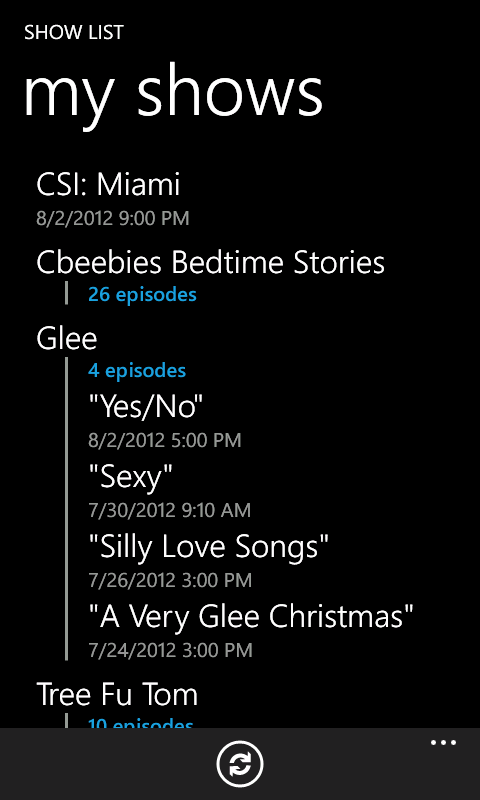 SHOW LIST
my shows
CSI: Miami
8/2/2012 9:00 PM
Cbeebies Bedtime Stories
26 episodes
Glee
4 episodes
"Yes/No"
8/2/2012 5:00 PM
"Sexy"
7/30/2012 9:10 AM
"Silly Love Songs"
7/26/2012 3:00 PM
"A Very Glee Christmas"
7/24/2012 3:00 PM
Tree Fu Tom
10 episodes